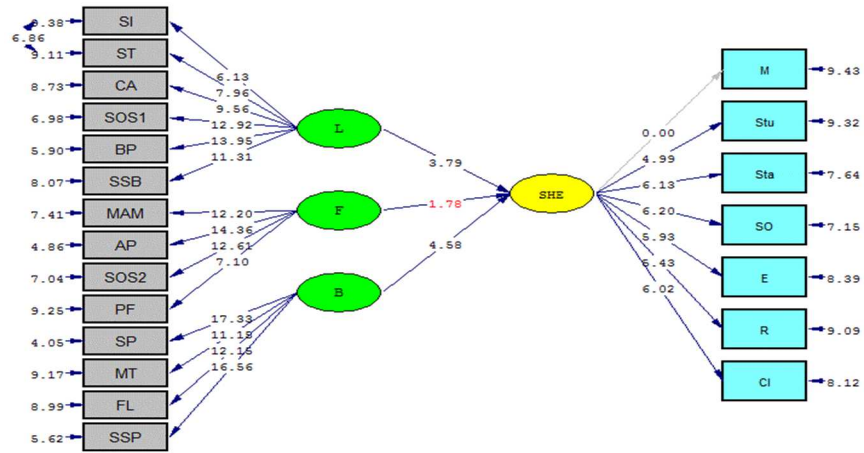 9.38 SI
6.86
9.11 ST
8.73 CA
6.98 SOS1
5.90 BP
8.07 SSB
7.41 MAM
4.86 AP
7.04 SOS2
9.25 PF
4.05 SP
9.17 MT
8.99 FL
5.62 SSP
6.13
7.96
9.56
12.92
13.95
11.31
12.20
14.36
12.61
7.10
17.33
11.18
12.15
16.56
L
F
B
3.79
1.78
4.58
SHE
0.00
4.99
6.13
6.20
5.93
6.43
6.02
M 9.43
Stu 9.32
Sta 7.64
SO 7.15
E 8.39
R 9.09
CI 8.12